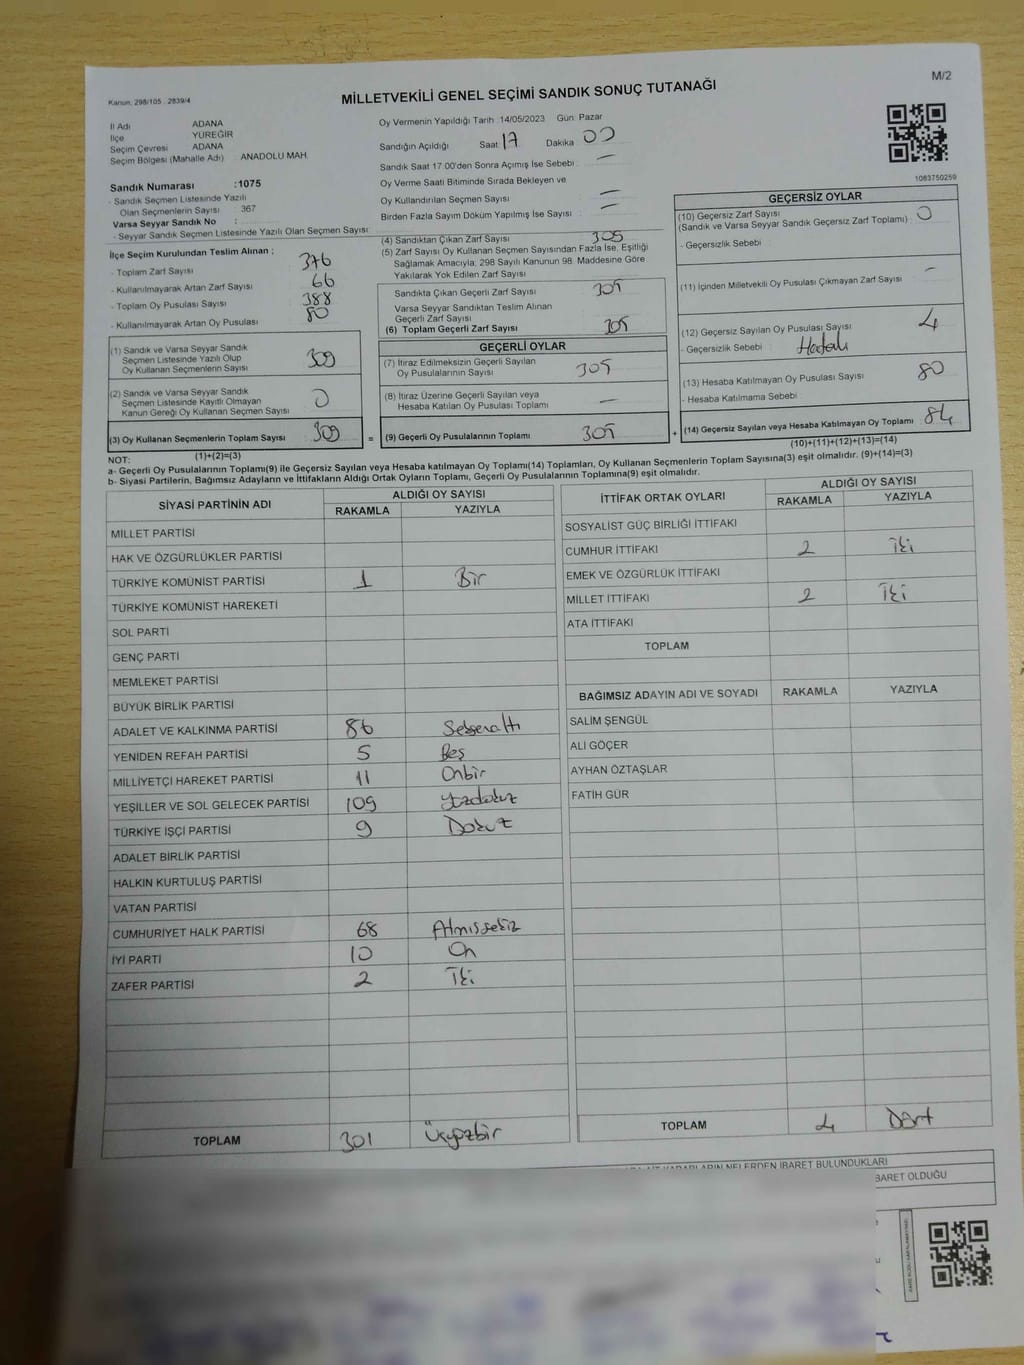 Kanun, 298/105 , 2839/4
M/2
MİLLETVEKİLİ GENEL SEÇİMİ SANDIK SONUÇ TUTANAĞI
İl Adı ADANA
İlçe YÜREĞİR
Seçim Çevresi ADANA
Seçim Bölgesi (Mahalle Adı) ANADOLU MAH.
Sandık Numarası :1075
- Sandık Seçmen Listesinde Yazılı
Olan Seçmenlerin Sayısı : 367
Varsa Seyyar Sandık No :
- Seyyar Sandık Seçmen Listesinde Yazılı Olan Seçmen Sayısı:
Oy Vermenin Yapıldığı Tarih :14/05/2023 Gün: Pazar
Sandığın Açıldığı Saat: 17 Dakika: 00
Sandık Saat 17:00'den Sonra Açımış İse Sebebi : —
Oy Verme Saati Bitiminde Sırada Bekleyen ve
Oy Kullandırılan Seçmen Sayısı : —
Birden Fazla Sayım Döküm Yapılmış İse Sayısı : —
1083750259
İlçe Seçim Kurulundan Teslim Alınan ;
- Toplam Zarf Sayısı : 376
- Kullanılmayarak Artan Zarf Sayısı : 66
- Toplam Oy Pusulası Sayısı : 388
- Kullanılmayarak Artan Oy Pusulası : 80
(1) Sandık ve Varsa Seyyar Sandık
Seçmen Listesinde Yazılı Olup
Oy Kullanan Seçmenlerin Sayısı 309
(2) Sandık ve Varsa Seyyar Sandık
Seçmen Listesinde Kayıtlı Olmayan
Kanun Gereği Oy Kullanan Seçmen Sayısı 0
(3) Oy Kullanan Seçmenlerin Toplam Sayısı 309
(1)+(2)=(3)
(4) Sandıktan Çıkan Zarf Sayısı : 305
(5) Zarf Sayısı Oy Kullanan Seçmen Sayısından Fazla İse, Eşitliği
Sağlamak Amacıyla; 298 Sayılı Kanunun 98. Maddesine Göre
Yakılarak Yok Edilen Zarf Sayısı :
Sandıkta Çıkan Geçerli Zarf Sayısı : 305
Varsa Seyyar Sandıktan Teslim Alınan
Geçerli Zarf Sayısı :
(6) Toplam Geçerli Zarf Sayısı : 305
GEÇERLİ OYLAR
(7) İtiraz Edilmeksizin Geçerli Sayılan
Oy Pusulalarının Sayısı 305
(8) İtiraz Üzerine Geçerli Sayılan veya
Hesaba Katılan Oy Pusulası Toplamı —
= (9) Geçerli Oy Pusulalarının Toplamı 305 +
GEÇERSİZ OYLAR
(10) Geçersiz Zarf Sayısı
(Sandık ve Varsa Seyyar Sandık Geçersiz Zarf Toplamı) : 0
- Geçersizlik Sebebi :
(11) İçinden Milletvekili Oy Pusulası Çıkmayan Zarf Sayısı : —
(12) Geçersiz Sayılan Oy Pusulası Sayısı : 4
- Geçersizlik Sebebi : Hatalı
(13) Hesaba Katılmayan Oy Pusulası Sayısı : 80
- Hesaba Katılmama Sebebi :
(14) Geçersiz Sayılan veya Hesaba Katılmayan Oy Toplamı 84
(10)+(11)+(12)+(13)=(14)
NOT:
a- Geçerli Oy Pusulalarının Toplamı(9) ile Geçersiz Sayılan veya Hesaba katılmayan Oy Toplamı(14) Toplamları, Oy Kullanan Seçmenlerin Toplam Sayısına(3) eşit olmalıdır. (9)+(14)=(3)
b- Siyasi Partilerin, Bağımsız Adayların ve İttifakların Aldığı Ortak Oyların Toplamı, Geçerli Oy Pusulalarının Toplamına(9) eşit olmalıdır.
SİYASİ PARTİNİN ADI ALDIĞI OY SAYISI
RAKAMLA YAZIYLA
MİLLET PARTİSİ
HAK VE ÖZGÜRLÜKLER PARTİSİ
TÜRKİYE KOMÜNİST PARTİSİ 1 Bir
TÜRKİYE KOMÜNİST HAREKETİ
SOL PARTİ
GENÇ PARTİ
MEMLEKET PARTİSİ
BÜYÜK BİRLİK PARTİSİ
ADALET VE KALKINMA PARTİSİ 86 Seksenaltı
YENİDEN REFAH PARTİSİ 5 Beş
MİLLİYETÇİ HAREKET PARTİSİ 11 Onbir
YEŞİLLER VE SOL GELECEK PARTİSİ 109 Yüzdokuz
TÜRKİYE İŞÇİ PARTİSİ 9 Dokuz
ADALET BİRLİK PARTİSİ
HALKIN KURTULUŞ PARTİSİ
VATAN PARTİSİ
CUMHURİYET HALK PARTİSİ 68 Atmışsekiz
İYİ PARTİ 10 On
ZAFER PARTİSİ 2 İki
TOPLAM 301 Üçyüzbir
İTTİFAK ORTAK OYLARI ALDIĞI OY SAYISI
RAKAMLA YAZIYLA
SOSYALİST GÜÇ BİRLİĞİ İTTİFAKI
CUMHUR İTTİFAKI 2 İki
EMEK VE ÖZGÜRLÜK İTTİFAKI
MİLLET İTTİFAKI 2 İki
ATA İTTİFAKI
TOPLAM
BAĞIMSIZ ADAYIN ADI VE SOYADI RAKAMLA YAZIYLA
SALİM ŞENGÜL
ALİ GÖÇER
AYHAN ÖZTAŞLAR
FATİH GÜR
TOPLAM 4 Dört
NELERDEN İBARET BULUNDUKLARI
İBARET OLDUĞU